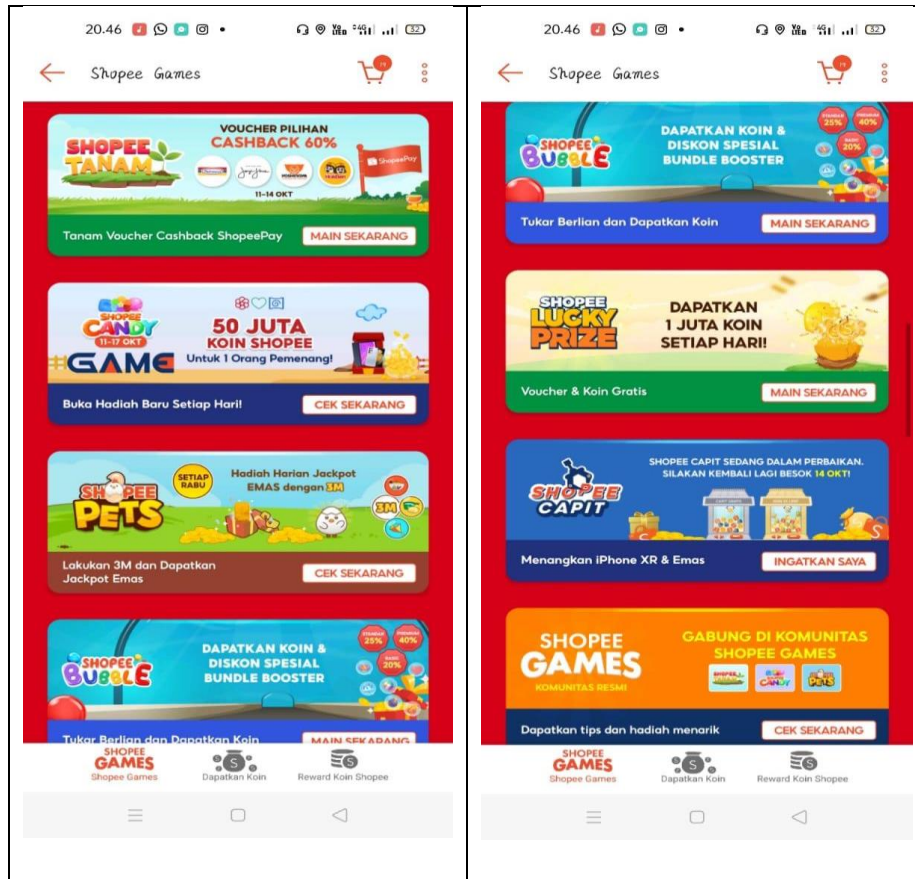 20.46
32
Shopee Games
SHOPEE
TANAM
VOUCHER PILIHAN
CASHBACK 60%
ShopeePay
11-14 OKT
Tanam Voucher Cashback ShopeePay
MAIN SEKARANG
SHOPEE
CANDY
11-17 OKT
GAME
50 JUTA
KOIN SHOPEE
Untuk 1 Orang Pemenang!
Buka Hadiah Baru Setiap Hari!
CEK SEKARANG
SHOPEE
PETS
SETIAP
RABU
Hadiah Harian Jackpot
EMAS dengan 3M
3M
Lakukan 3M dan Dapatkan
Jackpot Emas
CEK SEKARANG
SHOPEE
BUBBLE
DAPATKAN KOIN &
DISKON SPESIAL
BUNDLE BOOSTER
25%
40%
20%
Tukar Berlian dan Dapatkan Koin
MAIN SEKARANG
SHOPEE
GAMES
Shopee Games
Dapatkan Koin
Reward Koin Shopee
20.46
32
Shopee Games
SHOPEE
BUBBLE
DAPATKAN KOIN &
DISKON SPESIAL
BUNDLE BOOSTER
25%
40%
20%
Tukar Berlian dan Dapatkan Koin
MAIN SEKARANG
SHOPEE
LUCKY
PRIZE
DAPATKAN
1 JUTA KOIN
SETIAP HARI!
Voucher & Koin Gratis
MAIN SEKARANG
SHOPEE
CAPIT
SHOPEE CAPIT SEDANG DALAM PERBAIKAN.
SILAKAN KEMBALI LAGI BESOK 14 OKT!
Menangkan iPhone XR & Emas
INGATKAN SAYA
SHOPEE
GAMES
KOMUNITAS RESMI
GABUNG DI KOMUNITAS
SHOPEE GAMES
CANDY
PETS
Dapatkan tips dan hadiah menarik
CEK SEKARANG
SHOPEE
GAMES
Shopee Games
Dapatkan Koin
Reward Koin Shopee